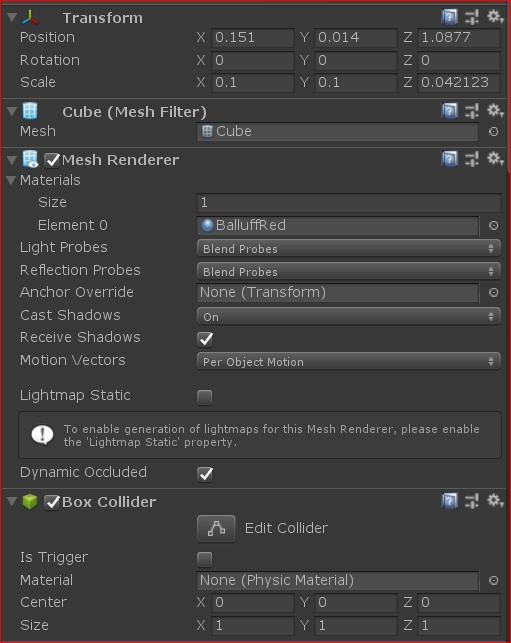 Transform
Position X 0.151 Y 0.014 Z 1.0877
Rotation X 0 Y 0 Z 0
Scale X 0.1 Y 0.1 Z 0.042123
Cube (Mesh Filter)
Mesh Cube
Mesh Renderer
Materials
Size 1
Element 0 BalluffRed
Light Probes Blend Probes
Reflection Probes Blend Probes
Anchor Override None (Transform)
Cast Shadows On
Receive Shadows
Motion Vectors Per Object Motion
Lightmap Static
To enable generation of lightmaps for this Mesh Renderer, please enable
the 'Lightmap Static' property.
Dynamic Occluded
Box Collider
Edit Collider
Is Trigger
Material None (Physic Material)
Center X 0 Y 0 Z 0
Size X 1 Y 1 Z 1